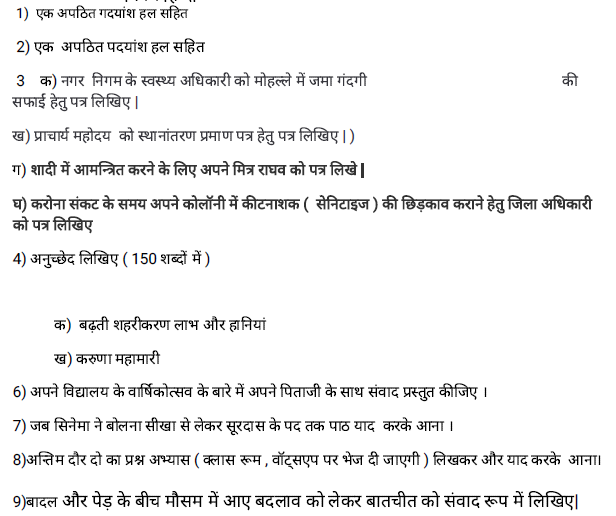 1) एक अपठित गदयांश हल सहित
2) एक अपठित पदयांश हल सहित
3 क) नगर निगम के स्वस्थ्य अधिकारी को मोहल्ले में जमा गंदगी की
सफाई हेतु पत्र लिखिए |
ख) प्राचार्य महोदय को स्थानांतरण प्रमाण पत्र हेतु पत्र लिखिए | )
ग) शादी में आमन्त्रित करने के लिए अपने मित्र राघव को पत्र लिखे |
घ) करोना संकट के समय अपने कोलॉनी में कीटनाशक ( सेनिटाइज ) की छिड़काव कराने हेतु जिला अधिकारी
को पत्र लिखिए
4) अनुच्छेद लिखिए ( 150 शब्दों में )
क) बढ़ती शहरीकरण लाभ और हानियां
ख) करुणा महामारी
6) अपने विद्यालय के वार्षिकोत्सव के बारे में अपने पिताजी के साथ संवाद प्रस्तुत कीजिए ।
7) जब सिनेमा ने बोलना सीखा से लेकर सूरदास के पद तक पाठ याद करके आना ।
8)अन्तिम दौर दो का प्रश्न अभ्यास ( क्लास रूम , वॉट्सएप पर भेज दी जाएगी ) लिखकर और याद करके आना।
9)बादल और पेड़ के बीच मौसम में आए बदलाव को लेकर बातचीत को संवाद रूप में लिखिए|